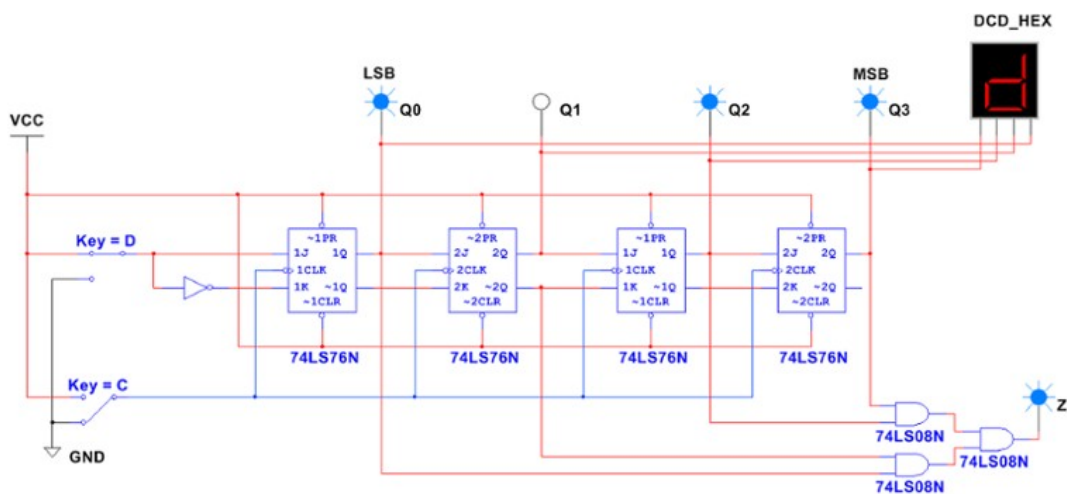 DCD_HEX
LSB
MSB
d
Q0
Q1
Q2
Q3
VCC
~1PR
~2PR
~1PR
~2PR
Key = D
1J 1Q
2J 2Q
1J 1Q
2J 2Q
1CLK
2CLK
1CLK
2CLK
1K ~1Q
2K ~2Q
1K ~1Q
2K ~2Q
~1CLR
~2CLR
~1CLR
~2CLR
74LS76N
74LS76N
74LS76N
74LS76N
Key = C
Z
GND
74LS08N
74LS08N
74LS08N